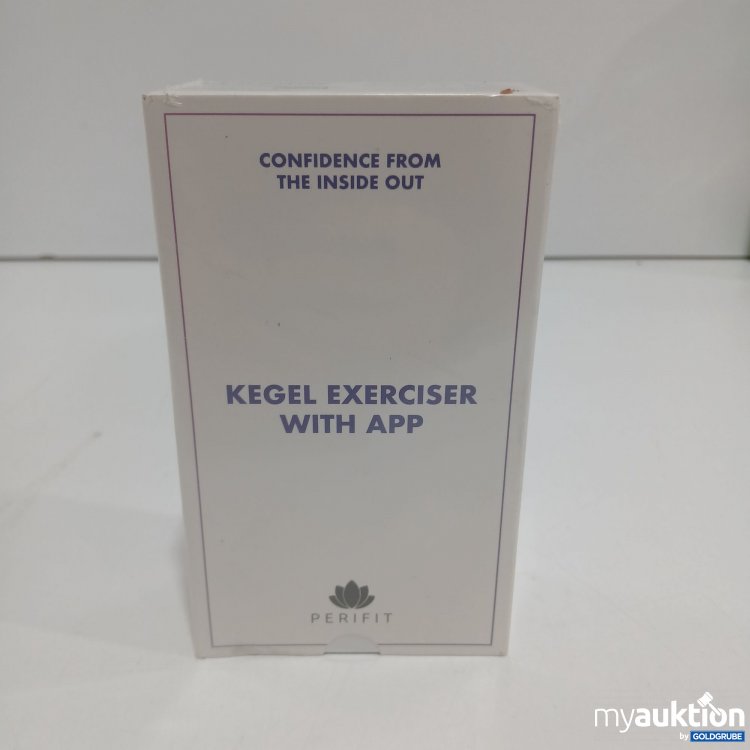 CONFIDENCE FROM
THE INSIDE OUT
KEGEL EXERCISER
WITH APP
PERIFIT
myauktion
by GOLDGRUBE